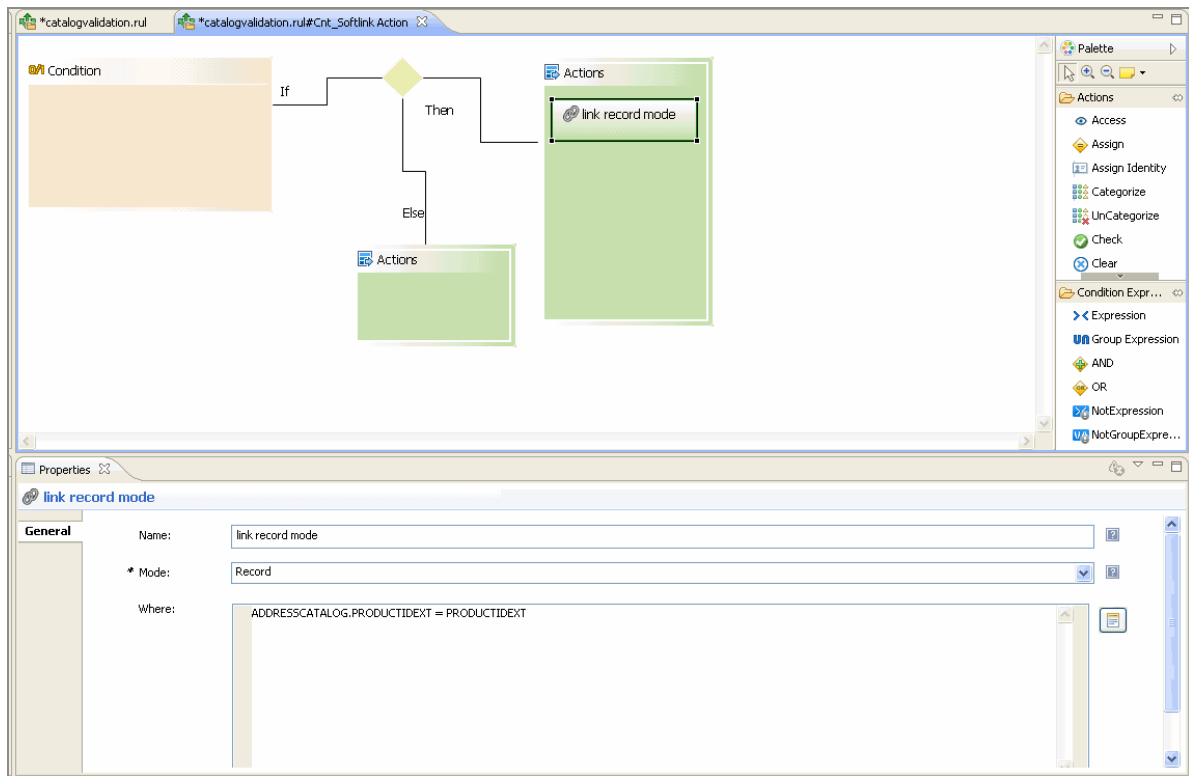 *catalogvalidation.rul
*catalogvalidation.rul#Cnt_Softlink Action
Condition
If
Then
Else
Actions
link record mode
Actions
Palette
Actions
Access
Assign
Assign Identity
Categorize
UnCategorize
Check
Clear
Condition Expr...
Expression
Group Expression
AND
OR
NotExpression
NotGroupExpre...
Properties
link record mode
General
Name:
link record mode
* Mode:
Record
Where:
ADDRESSCATALOG.PRODUCTIDEXT = PRODUCTIDEXT